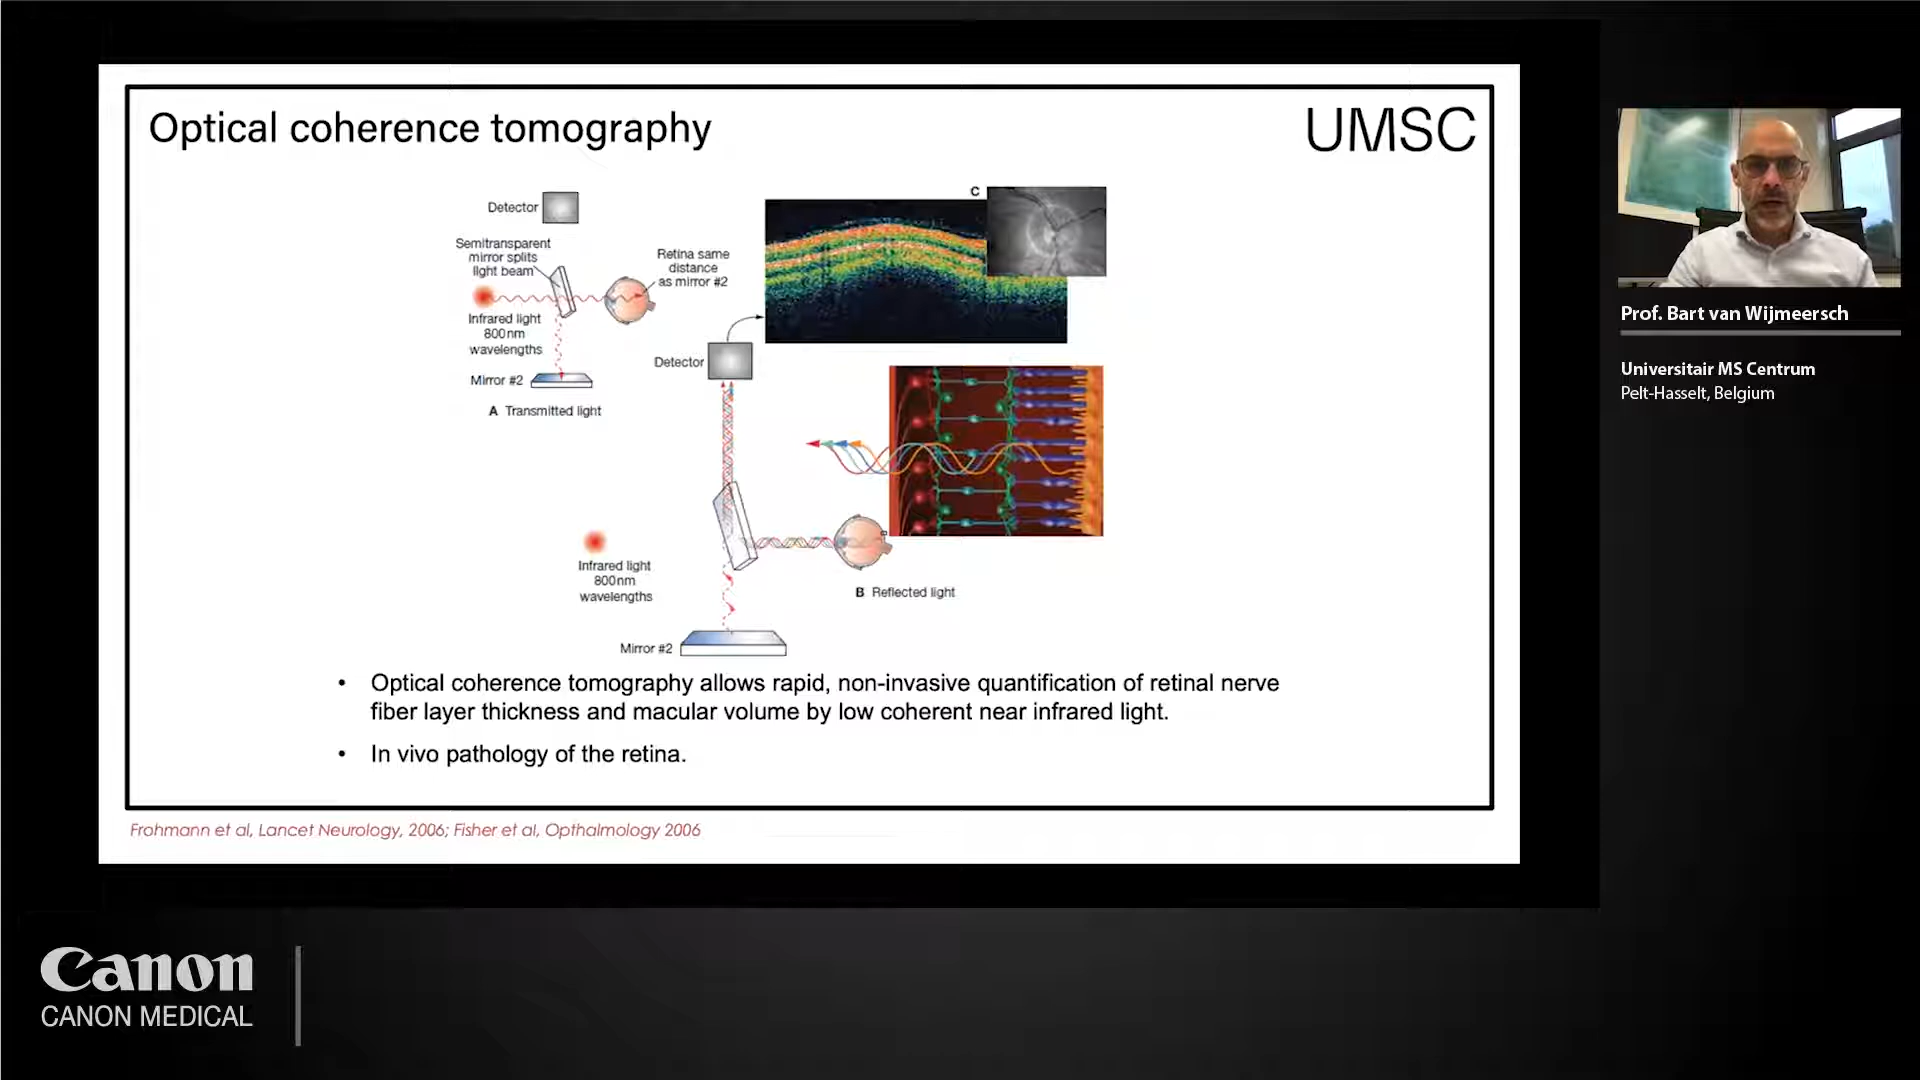 Optical coherence tomography
UMSC
Detector
Semitransparent
mirror splits
light beam
Retina same
distance
as mirror #2
Infrared light
800nm
wavelengths
Mirror #2
A Transmitted light
C
Detector
Infrared light
800nm
wavelengths
B Reflected light
Mirror #2
• Optical coherence tomography allows rapid, non-invasive quantification of retinal nerve
fiber layer thickness and macular volume by low coherent near infrared light.
• In vivo pathology of the retina.
Frohmann et al, Lancet Neurology, 2006; Fisher et al, Opthalmology 2006
Prof. Bart van Wijmeersch
Universitair MS Centrum
Pelt-Hasselt, Belgium
Canon
CANON MEDICAL